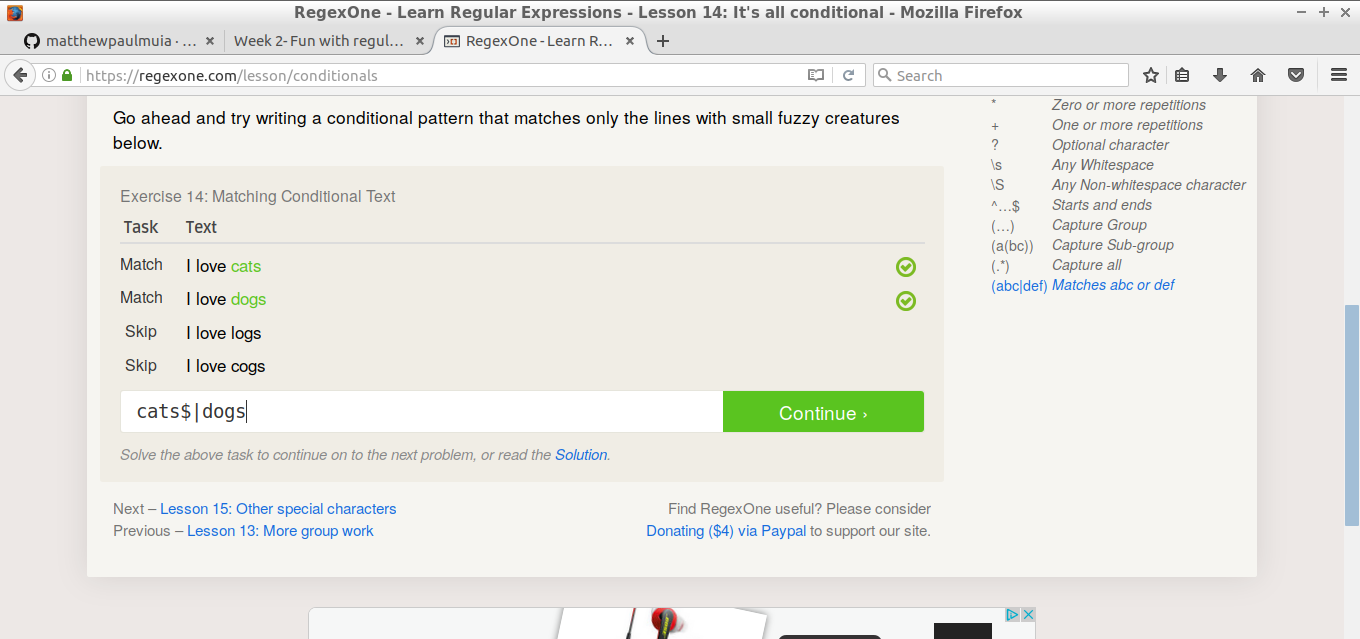 RegexOne - Learn Regular Expressions - Lesson 14: It's all conditional - Mozilla Firefox
matthewpaulmuia · ... Week 2- Fun with regul... RegexOne - Learn R...
https://regexone.com/lesson/conditionals Search
Go ahead and try writing a conditional pattern that matches only the lines with small fuzzy creatures
below.
Exercise 14: Matching Conditional Text
Task Text
Match I love cats
Match I love dogs
Skip I love logs
Skip I love cogs
cats$|dogs Continue ›
Solve the above task to continue on to the next problem, or read the Solution.
Next – Lesson 15: Other special characters
Previous – Lesson 13: More group work
Find RegexOne useful? Please consider
Donating ($4) via Paypal to support our site.
* Zero or more repetitions
+ One or more repetitions
? Optional character
\s Any Whitespace
\S Any Non-whitespace character
^…$ Starts and ends
(…) Capture Group
(a(bc)) Capture Sub-group
(.*) Capture all
(abc|def) Matches abc or def